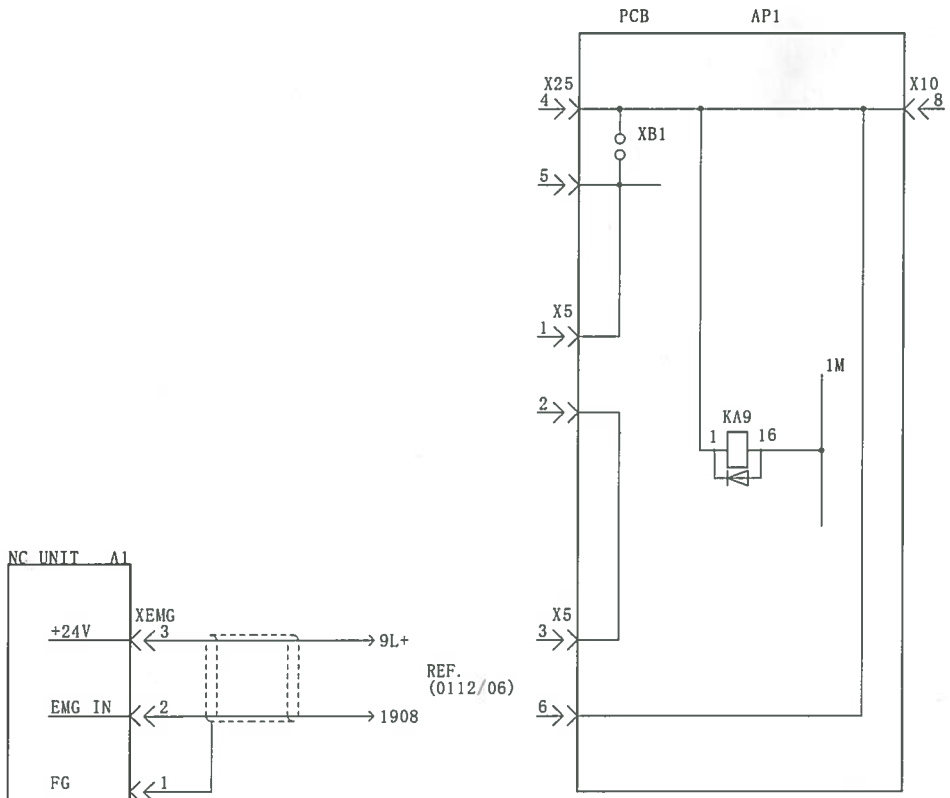 PCB AP1
X25
4
X10
8
XB1
5
X5
1
1M
2
KA9
1 16
NC UNIT A1
XEMG
+24V 3 9L+
X5
3
REF.
(0112/06)
EMG IN 2 1908
6
FG 1